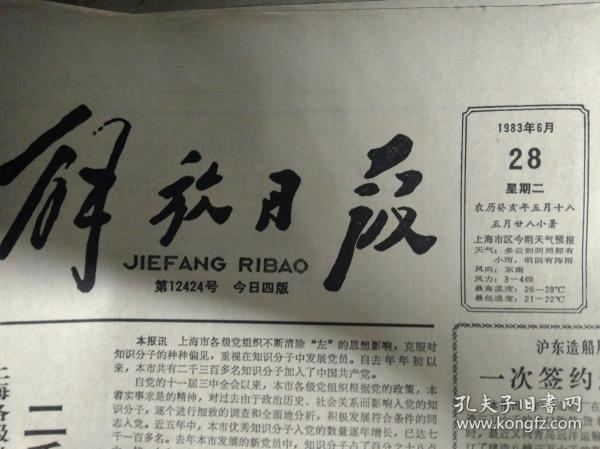 解放日报
JIEFANG RIBAO
第12424号 今日四版
1983年6月
28
星期二
农历癸亥年五月十八
五月廿八小暑
上海市区今明天气预报
天气：多云到阴局部有
小雨，明阴有阵雨
风向：东南
风力：3—4级
最高温度：26—28℃
最低温度：21—22℃
本报讯 上海市各级党组织不断清除“左”的思想影响，克服对
知识分子的种种偏见，重视在知识分子中发展党员。自去年年初以
来，本市共有二千三百多名知识分子加入了中国共产党。
自党的十一届三中全会以来，本市各级党组织根据党的政策，本
着实事求是的精神，对过去由于政治历史、社会关系而影响入党的知
识分子，逐个进行细致的调查和全面地分析，积极发展符合条件的同
志入党。近五年中，本市优秀知识分子入党的数量逐年增长，已达七
千一百多名。去年本市发展的新党员中，知识分子占了百分之十八点
沪东造船厂
一次签约
上海各级
二千
孔夫子旧书网